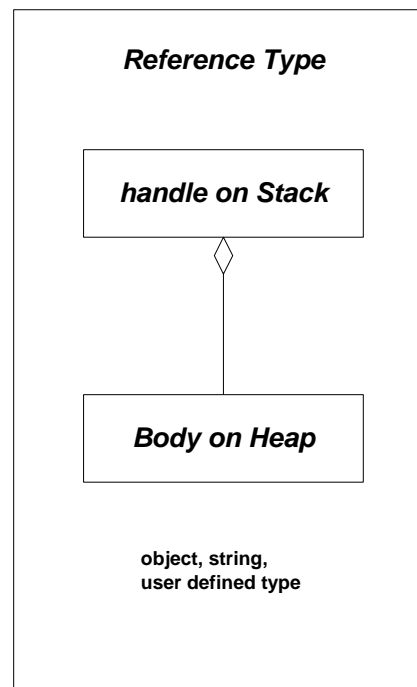 Reference Type
handle on Stack
Body on Heap
object, string,
user defined type